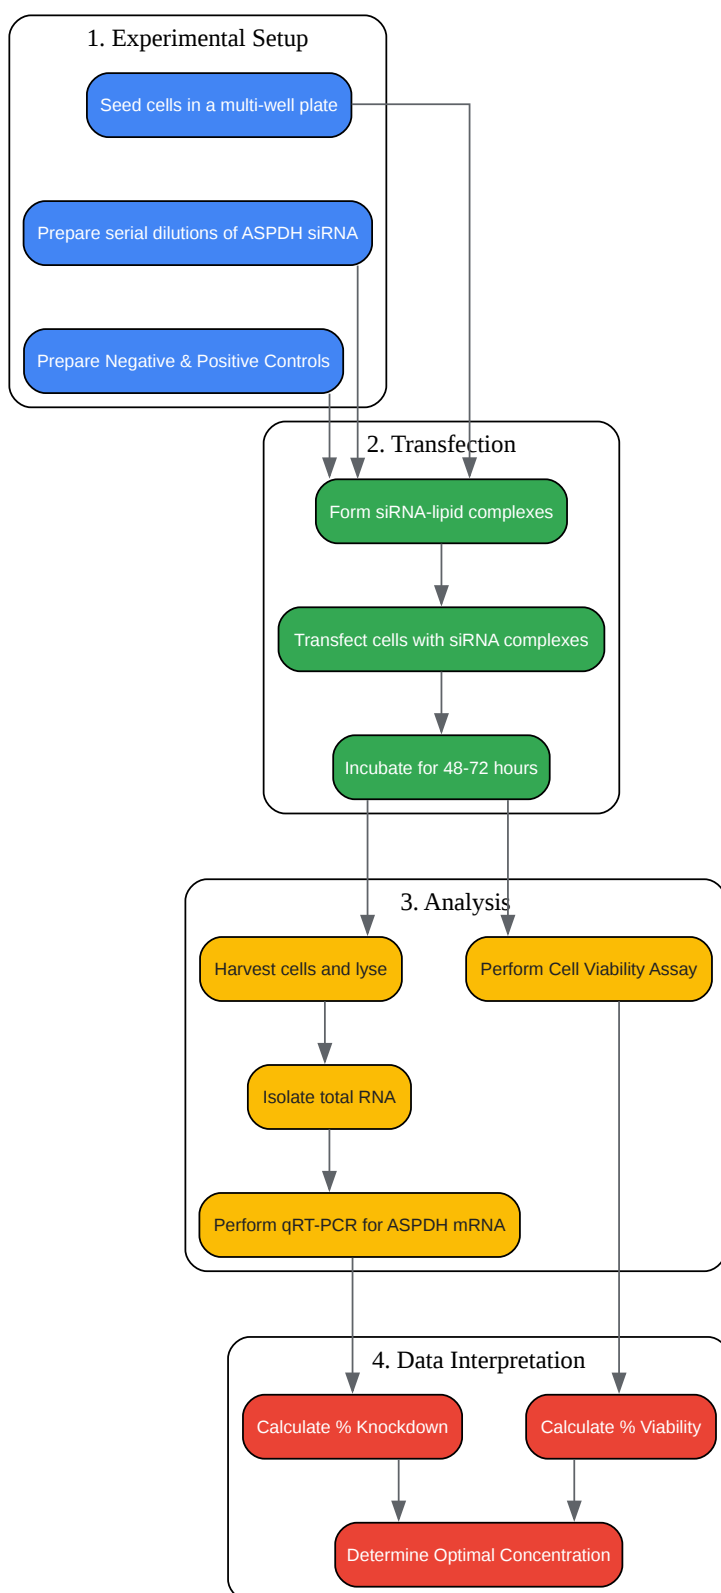 1. Experimental Setup
Seed cells in a multi-well plate
Prepare serial dilutions of ASPDH siRNA
Prepare Negative & Positive Controls
2. Transfection
Form siRNA-lipid complexes
Transfect cells with siRNA complexes
Incubate for 48-72 hours
3. Analysis
Harvest cells and lyse
Perform Cell Viability Assay
Isolate total RNA
Perform qRT-PCR for ASPDH mRNA
4. Data Interpretation
Calculate % Knockdown
Calculate % Viability
Determine Optimal Concentration